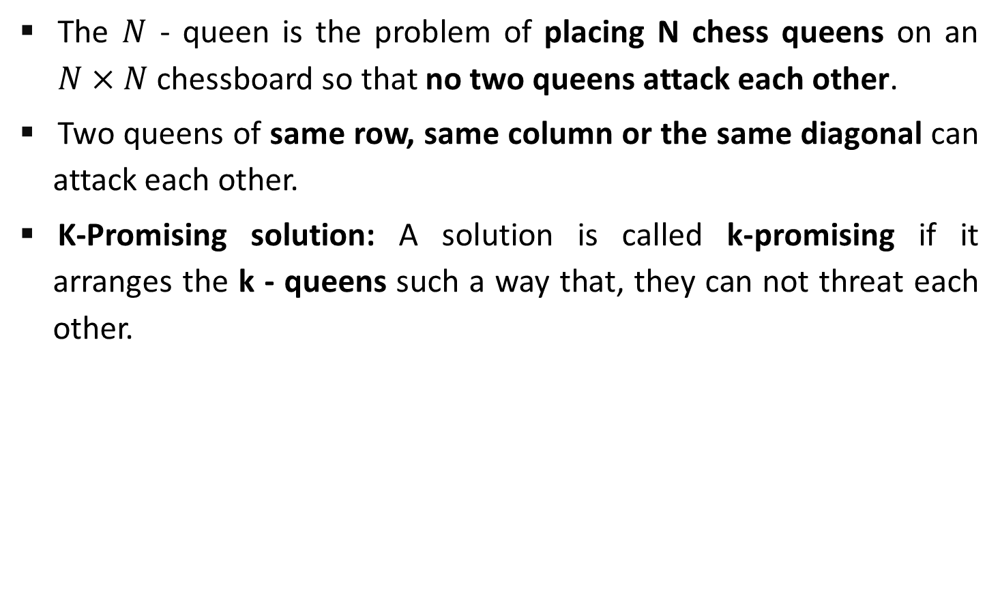 ▪ The N - queen is the problem of placing N chess queens on an
N × N chessboard so that no two queens attack each other.
▪ Two queens of same row, same column or the same diagonal can
attack each other.
▪ K-Promising solution: A solution is called k-promising if it
arranges the k - queens such a way that, they can not threat each
other.